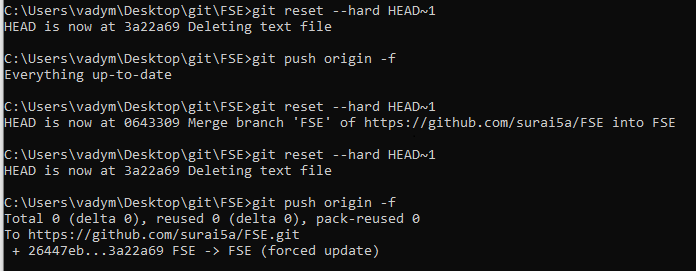 C:\Users\vadym\Desktop\git\FSE>git reset --hard HEAD~1
HEAD is now at 3a22a69 Deleting text file
C:\Users\vadym\Desktop\git\FSE>git push origin -f
Everything up-to-date
C:\Users\vadym\Desktop\git\FSE>git reset --hard HEAD~1
HEAD is now at 0643309 Merge branch 'FSE' of https://github.com/surai5a/FSE into FSE
C:\Users\vadym\Desktop\git\FSE>git reset --hard HEAD~1
HEAD is now at 3a22a69 Deleting text file
C:\Users\vadym\Desktop\git\FSE>git push origin -f
Total 0 (delta 0), reused 0 (delta 0), pack-reused 0
To https://github.com/surai5a/FSE.git
 + 26447eb...3a22a69 FSE -> FSE (forced update)